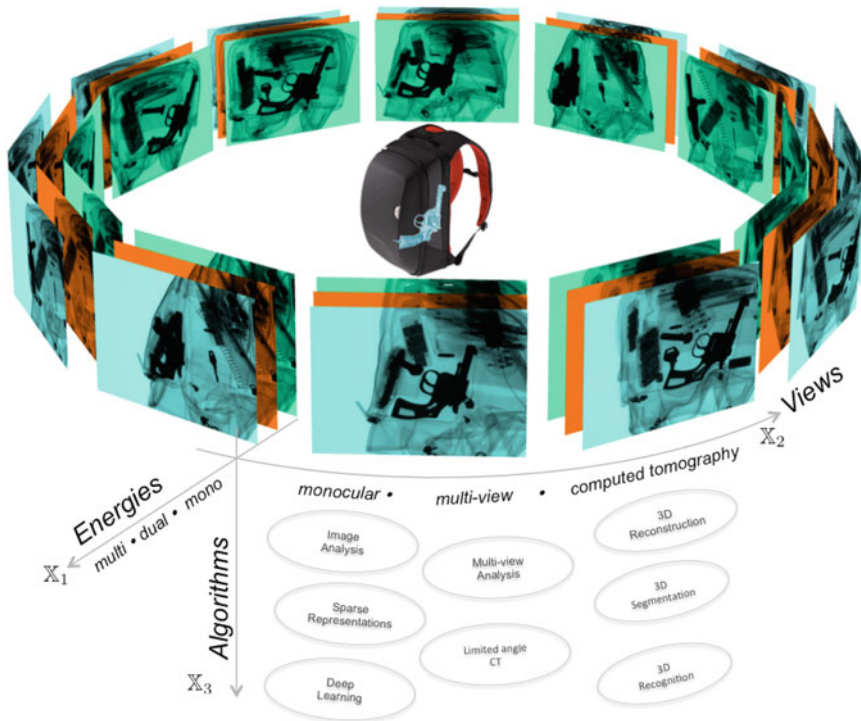 Views
𝕏₂
Energies
multi • dual • mono
𝕏₁
Algorithms
𝕏₃
monocular • multi-view • computed tomography
Image
Analysis
Sparse
Representations
Deep
Learning
Multi-view
Analysis
Limited angle
CT
3D
Reconstruction
3D
Segmentation
3D
Recognition